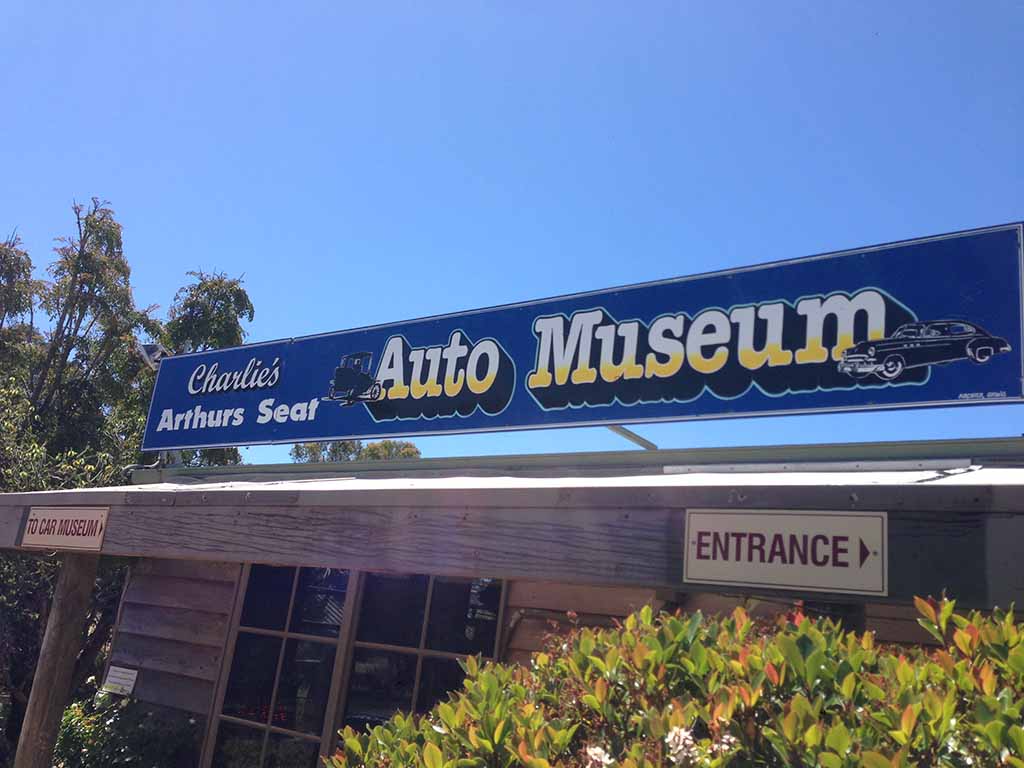 Charlie's
Arthurs Seat
Auto Museum
TO CAR MUSEUM
ENTRANCE